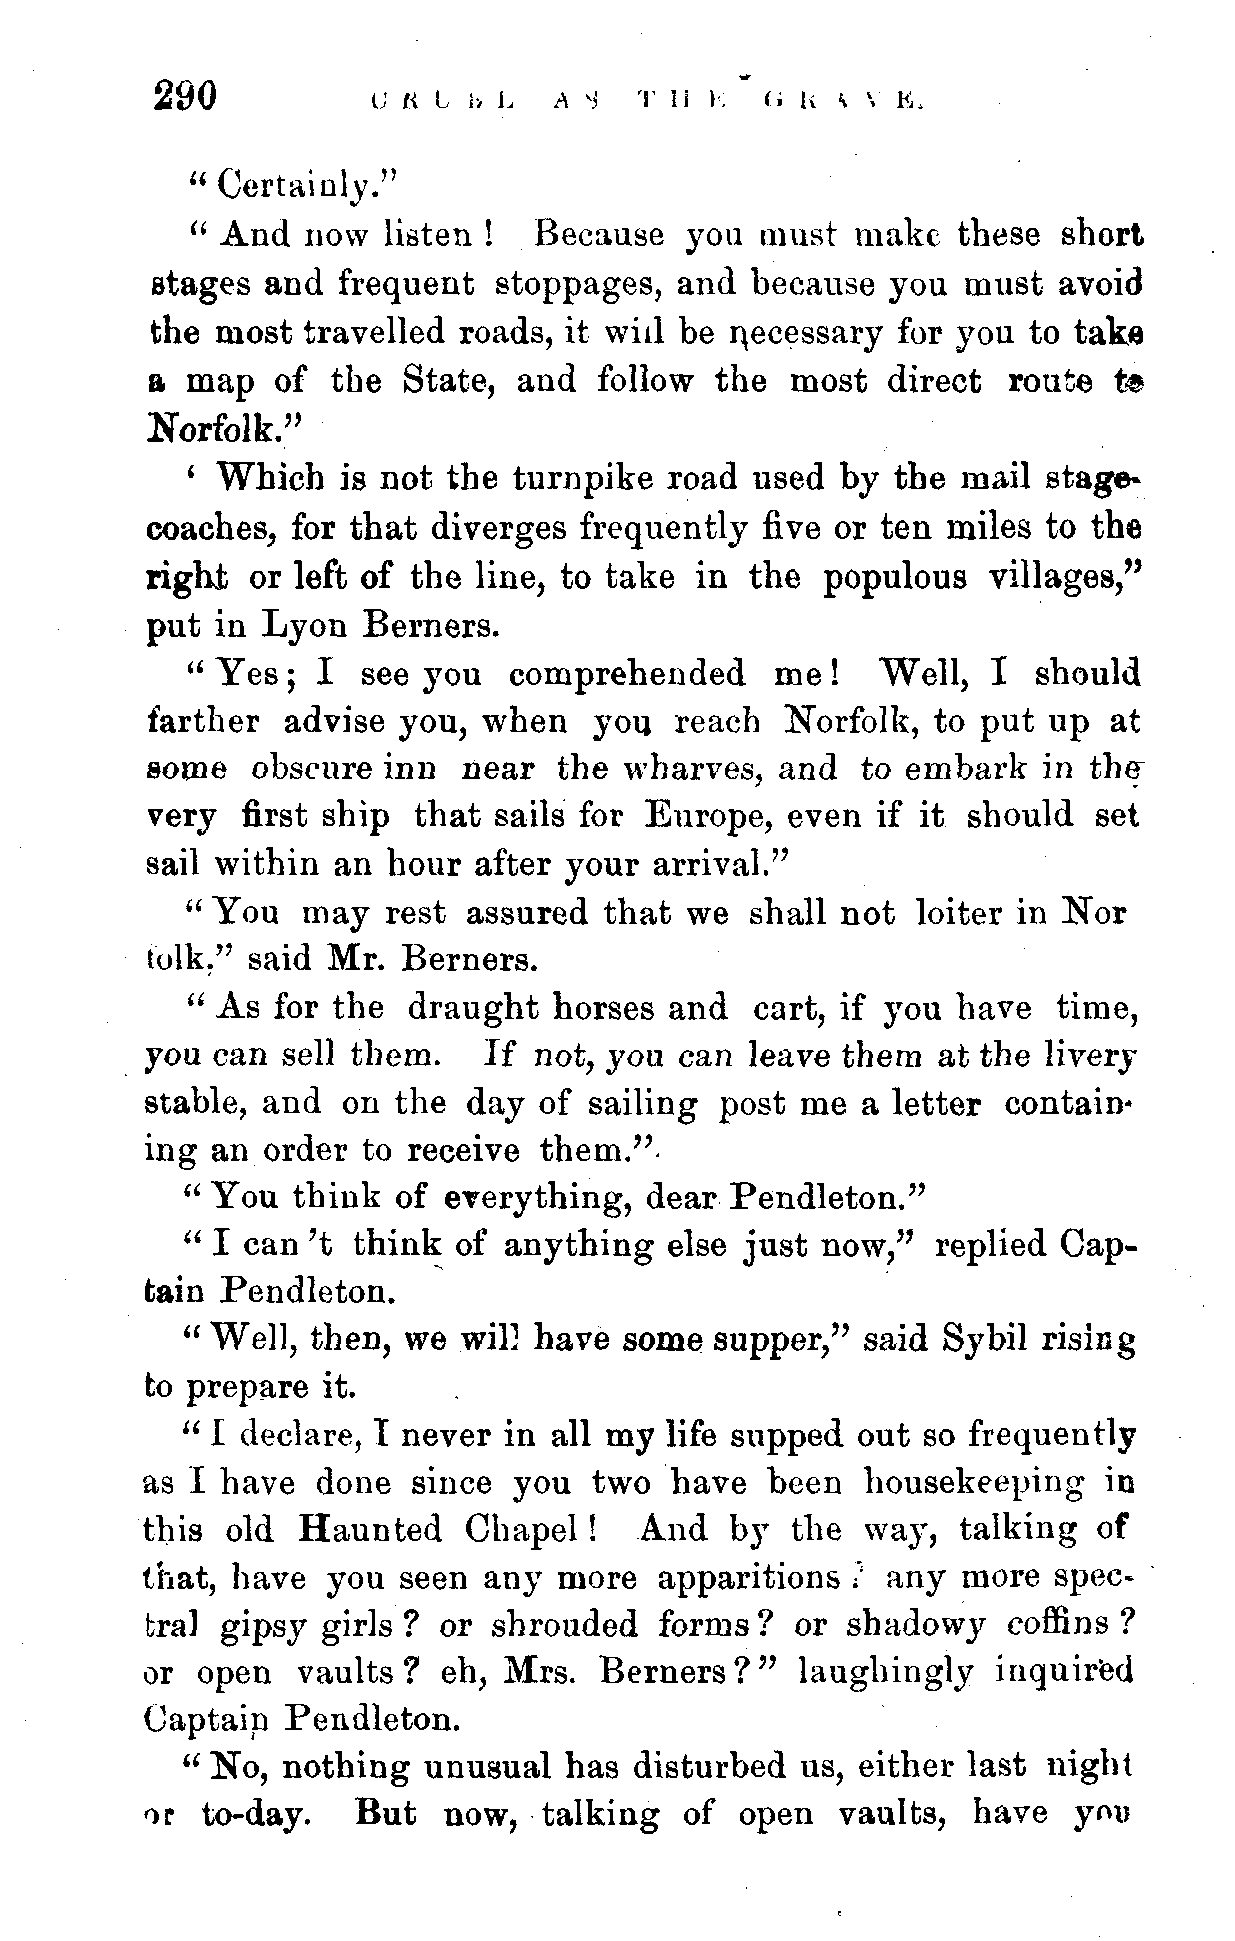 290 CRUEL AS THE GRAVE.
“ Certainly.”
“ And now listen ! Because you must make these short
stages and frequent stoppages, and because you must avoid
the most travelled roads, it will be necessary for you to take
a map of the State, and follow the most direct route to
Norfolk.”
‘ Which is not the turnpike road used by the mail stage-
coaches, for that diverges frequently five or ten miles to the
right or left of the line, to take in the populous villages,”
put in Lyon Berners.
“ Yes ; I see you comprehended me ! Well, I should
farther advise you, when you reach Norfolk, to put up at
some obscure inn near the wharves, and to embark in the
very first ship that sails for Europe, even if it should set
sail within an hour after your arrival.”
“ You may rest assured that we shall not loiter in Nor
folk,” said Mr. Berners.
“ As for the draught horses and cart, if you have time,
you can sell them. If not, you can leave them at the livery
stable, and on the day of sailing post me a letter contain-
ing an order to receive them.”
“ You think of everything, dear Pendleton.”
“ I can ’t think of anything else just now,” replied Cap-
tain Pendleton.
“ Well, then, we will have some supper,” said Sybil rising
to prepare it.
“ I declare, I never in all my life supped out so frequently
as I have done since you two have been housekeeping in
this old Haunted Chapel ! And by the way, talking of
that, have you seen any more apparitions ? any more spec-
tral gipsy girls ? or shrouded forms ? or shadowy coffins ?
or open vaults ? eh, Mrs. Berners ? ” laughingly inquired
Captain Pendleton.
“ No, nothing unusual has disturbed us, either last night
or to-day. But now, talking of open vaults, have you